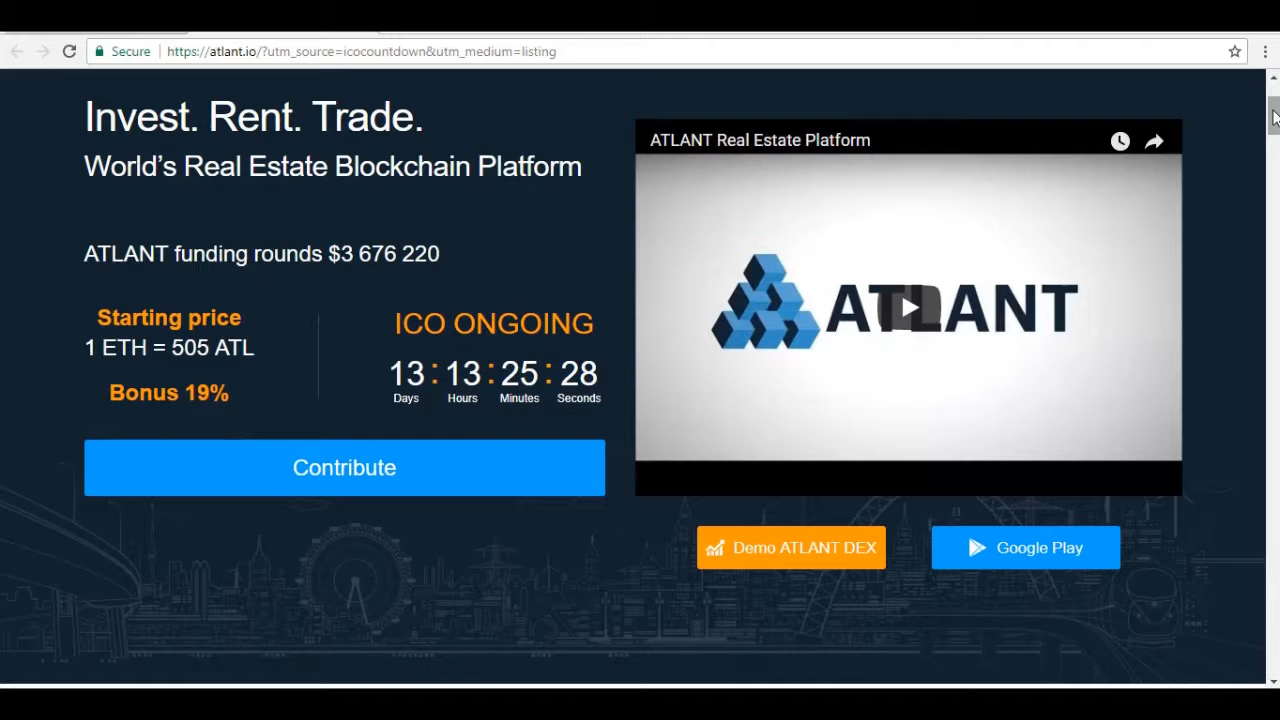 Secure
https://atlant.io/?utm_source=icocountdown&utm_medium=listing
Invest. Rent. Trade.
World's Real Estate Blockchain Platform
ATLANT funding rounds $3 676 220
Starting price
1 ETH = 505 ATL
Bonus 19%
ICO ONGOING
13 : 13 : 25 : 28
Days Hours Minutes Seconds
Contribute
ATLANT Real Estate Platform
ATLANT
Demo ATLANT DEX
Google Play